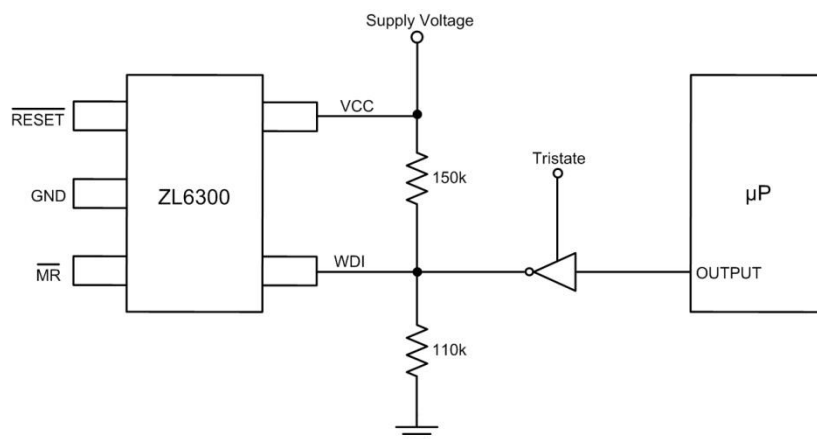 Supply Voltage
RESET
VCC
150k
Tristate
GND
ZL6300
µP
MR
WDI
OUTPUT
110k